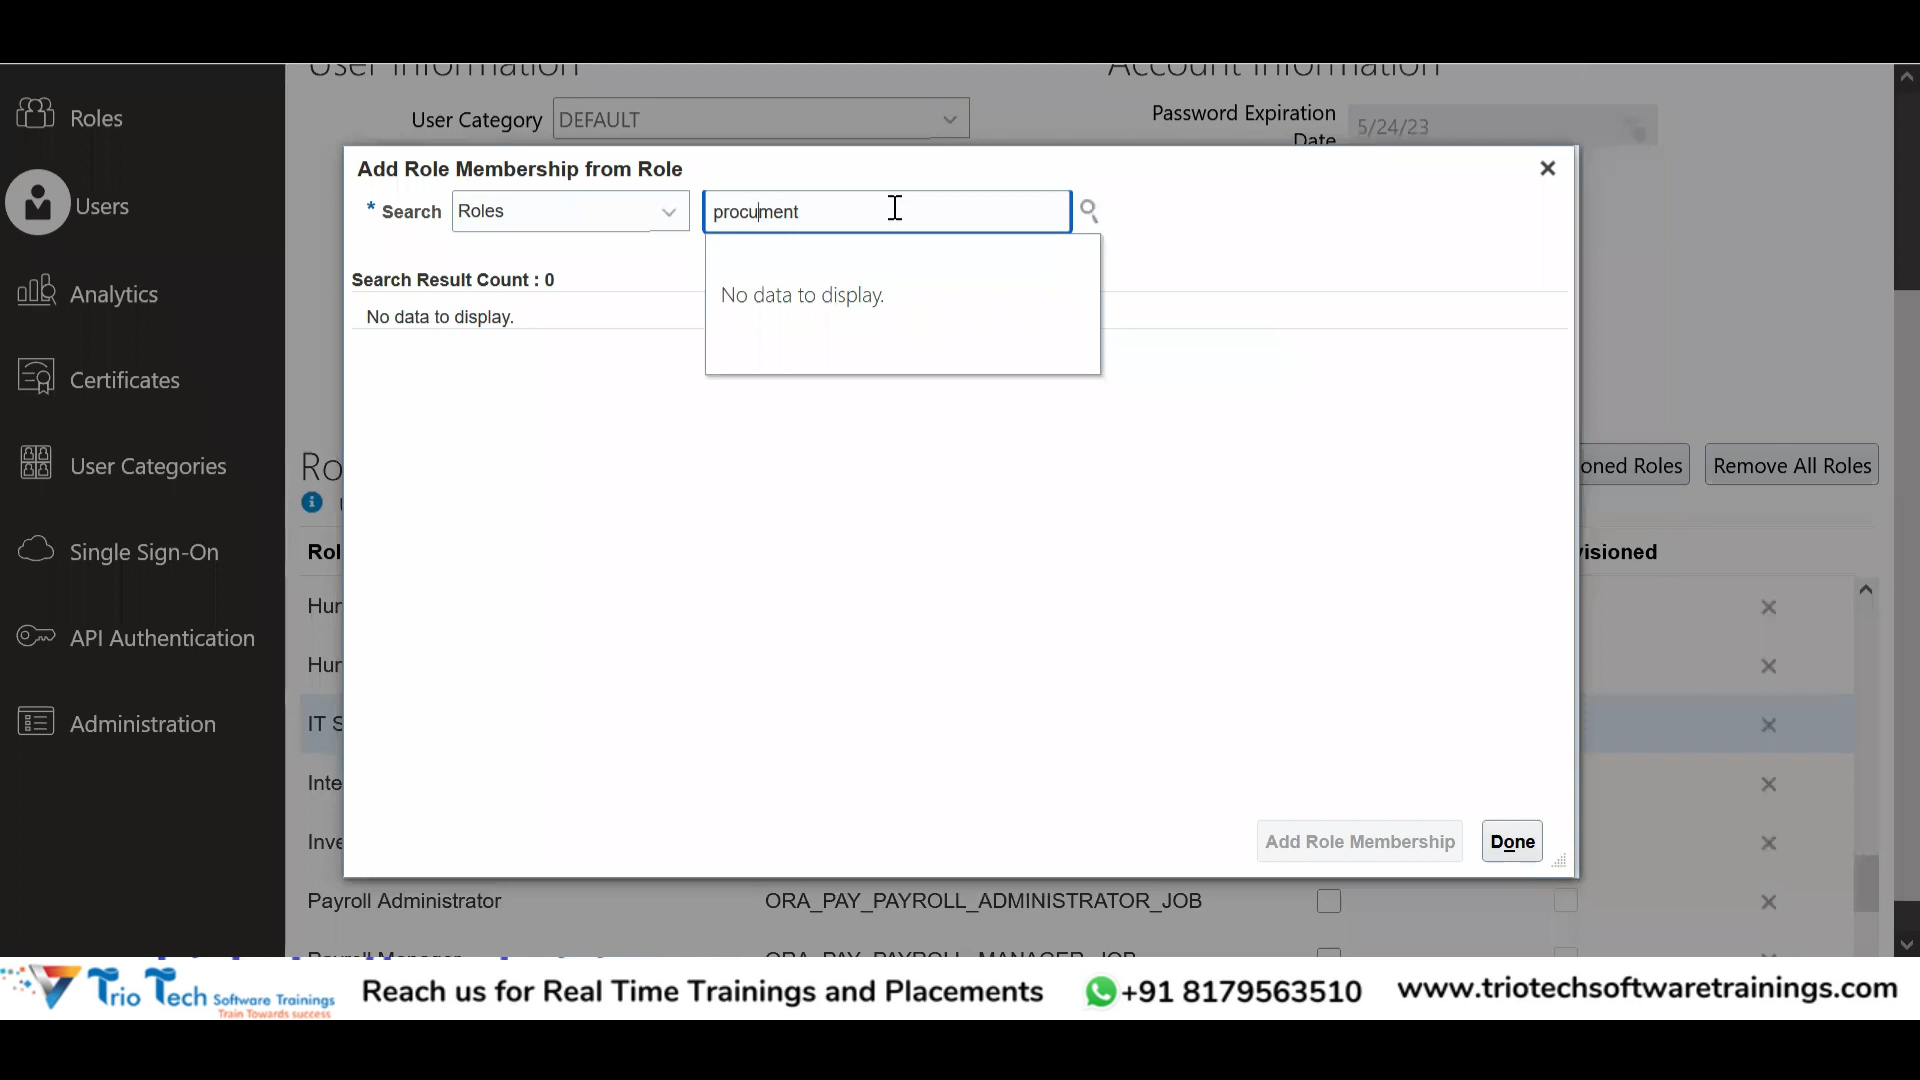 User Information
Account Information
Roles
User Category
DEFAULT
Password Expiration
Date
5/24/23
Add Role Membership from Role
* Search
Roles
procument
Users
Search Result Count : 0
No data to display.
No data to display.
Analytics
Certificates
User Categories
Ro
oned Roles
Remove All Roles
Single Sign-On
Rol
visioned
Hur
API Authentication
Hur
Administration
IT S
Inte
Inve
Add Role Membership
Done
Payroll Administrator
ORA_PAY_PAYROLL_ADMINISTRATOR_JOB
Payroll Manager
ORA_PAY_PAYROLL_MANAGER_JOB
Trio Tech Software Trainings
Train Towards success
Reach us for Real Time Trainings and Placements
+91 8179563510
www.triotechsoftwaretrainings.com